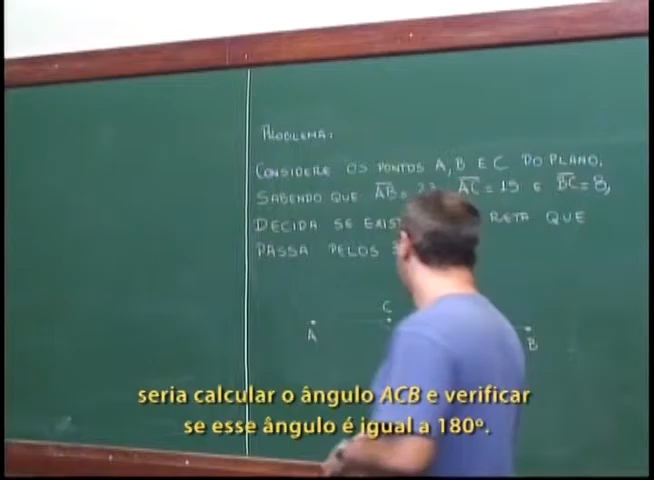 PROBLEMA:
CONSIDERE OS PONTOS A, B E C DO PLANO.
SABENDO QUE AB = 23 AC = 15 E BC = 8,
DECIDA SE RETA QUE
PASSA PELOS
C
A
B
seria calcular o ângulo ACB e verificar
se esse ângulo é igual a 180º.